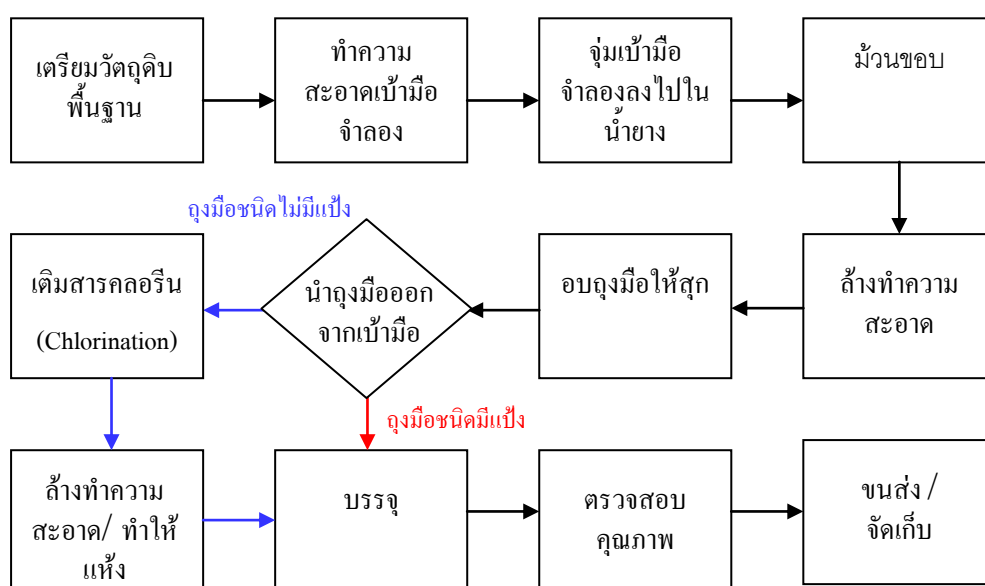 เตรียมวัตถุดิบ
พื้นฐาน
ทำความ
สะอาดเบ้ามือ
จำลอง
จุ่มเบ้ามือ
จำลองลงไปใน
น้ำยาง
ม้วนขอบ
ล้างทำความ
สะอาด
อบถุงมือให้สุก
นำถุงมือออก
จากเบ้ามือ
ถุงมือชนิดไม่มีแป้ง
เติมสารคลอรีน
(Chlorination)
ถุงมือชนิดมีแป้ง
ล้างทำความ
สะอาด/ ทำให้
แห้ง
บรรจุ
ตรวจสอบ
คุณภาพ
ขนส่ง /
จัดเก็บ